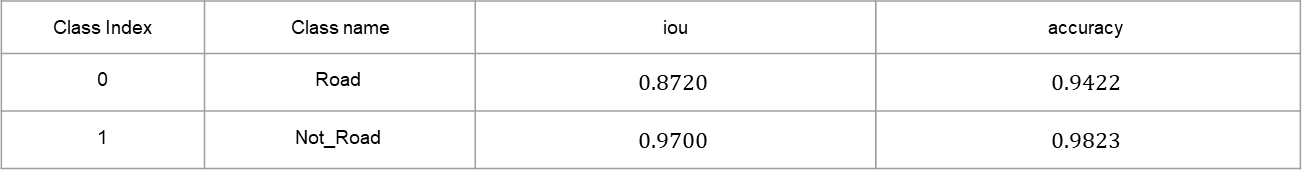 Class Index Class name iou accuracy
0 Road 0.8720 0.9422
1 Not_Road 0.9700 0.9823